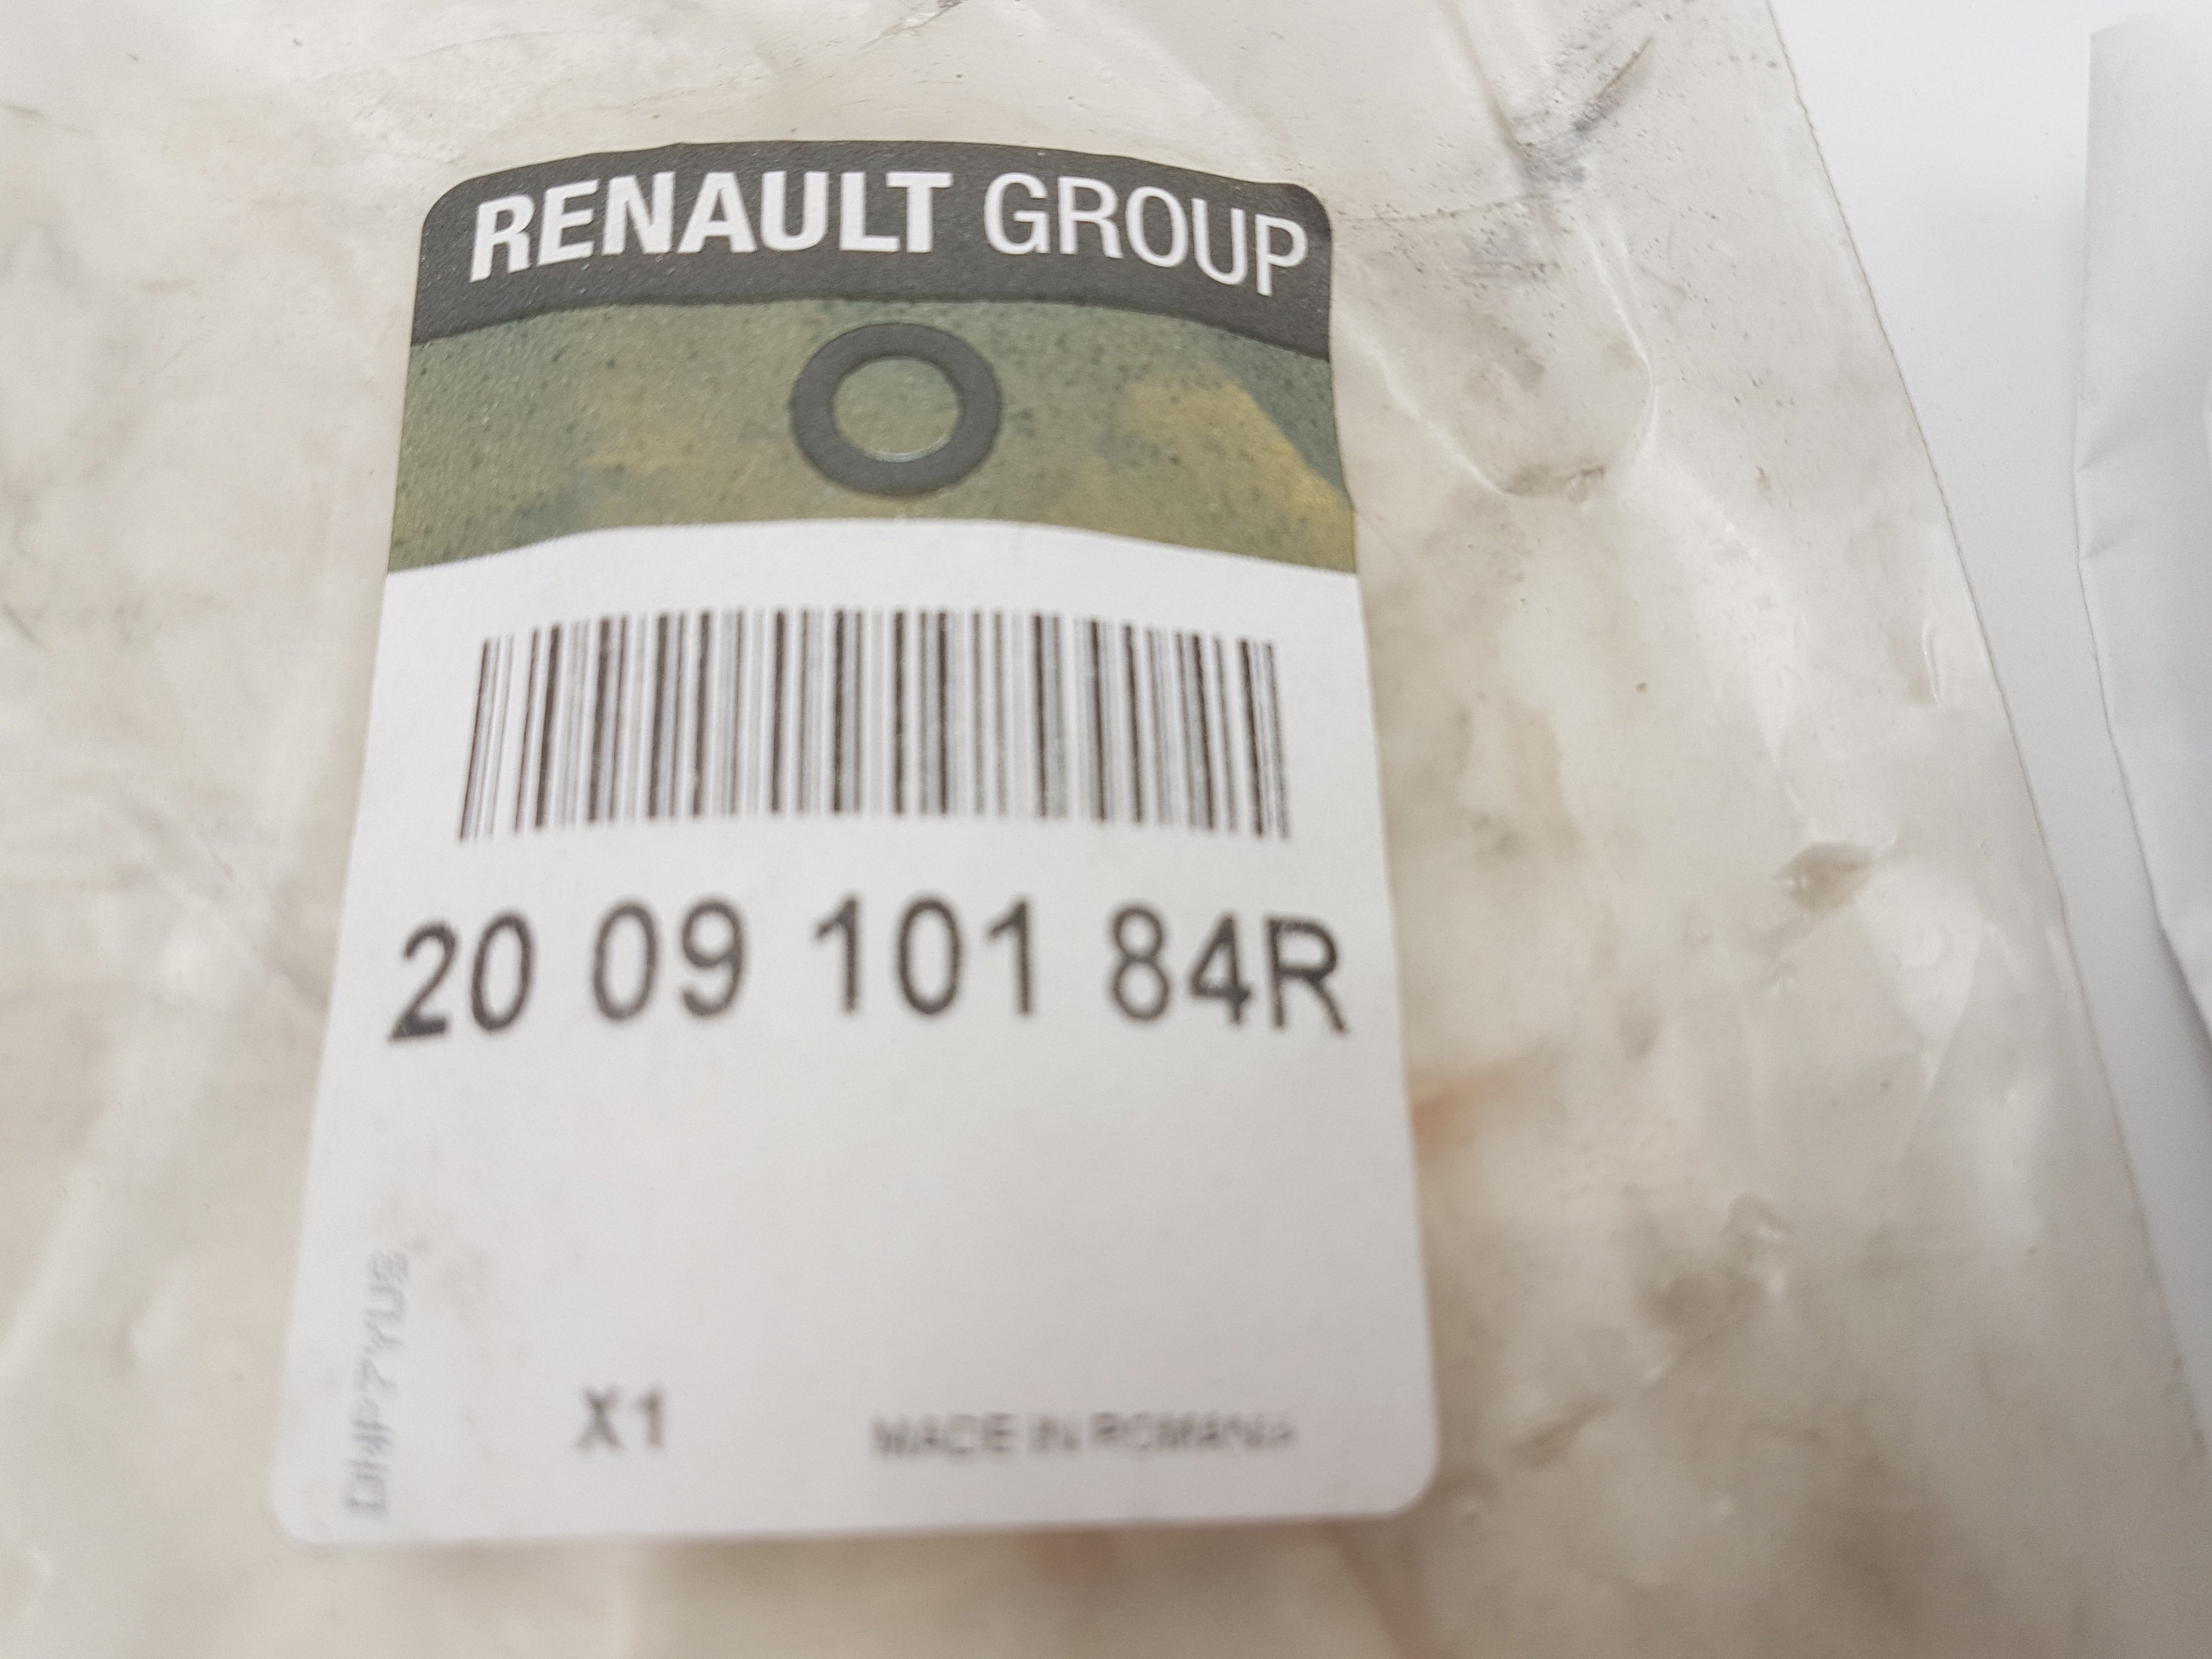 RENAULT GROUP
20 09 101 84R
X1
MADE IN ROMANIA